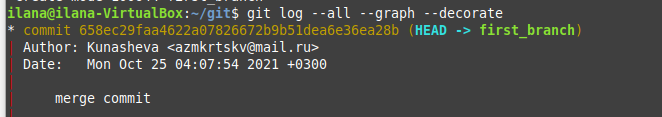 ilana@ilana-VirtualBox:~/git$ git log --all --graph --decorate
* commit 658ec29faa4622a07826672b9b51dea6e36ea28b (HEAD -> first_branch)
Author: Kunasheva <azmkrtskv@mail.ru>
Date: Mon Oct 25 04:07:54 2021 +0300
merge commit